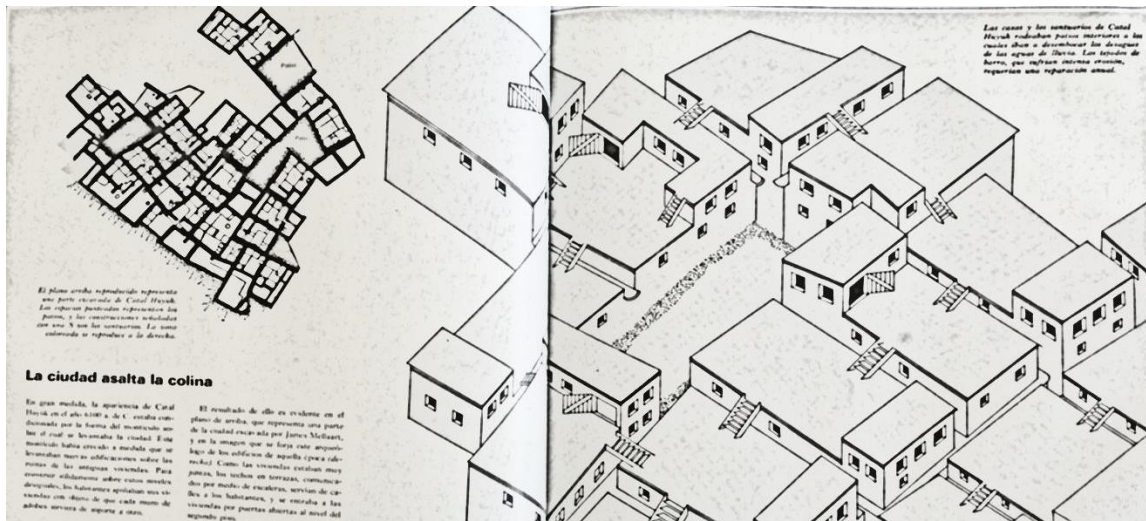 Las casas y los santuarios de Catal
Huyuk rodeaban patios interiores a los
cuales iban a desembocar los desagües
de las aguas de lluvia. Los tejados de
barro, que sufrían intensa erosión,
requerían una reparación anual.
Patio
Patio
El plano arriba reproducido representa
una parte excavada de Catal Huyuk.
Los espacios punteados representan los
patios, y las construcciones señaladas
con una S son los santuarios. La zona
coloreada se reproduce a la derecha.
La ciudad asalta la colina
En gran medida, la apariencia de Catal
Huyuk en el año 6.000 a. de C. estaba con-
dicionada por la forma del montículo so-
bre el cual se levantaba la ciudad. Este
montículo había crecido a medida que se
levantaban nuevas edificaciones sobre las
ruinas de las antiguas viviendas. Para
construir sólidamente sobre estos niveles
desiguales, los habitantes apiñaban sus vi-
viendas con objeto de que cada muro de
adobes sirviera de soporte a otro.
El resultado de ello es evidente en el
plano de arriba, que representa una parte
de la ciudad excavada por James Mellaart,
y en la imagen que se forja este arqueó-
logo de los edificios de aquella época (de-
recha). Como las viviendas estaban muy
juntas, los techos en terrazas, comunica-
dos por medio de escaleras, servían de ca-
lles a los habitantes, y se entraba a las
viviendas por puertas abiertas al nivel del
segundo piso.